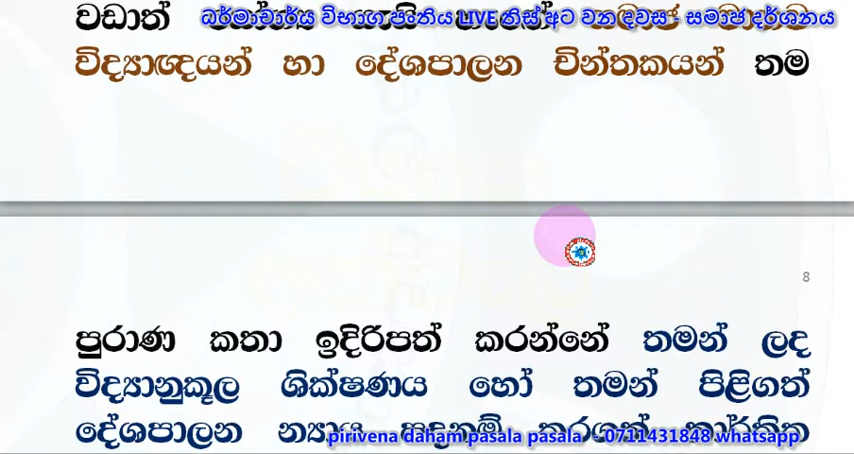 ධර්මාචාර්ය විභාග පංතිය LIVE තිස් අට වන දවස - සමාජ දර්ශනය
වඩාත්
විද්‍යාඥයන් හා දේශපාලන චින්තකයන් තම
8
පුරාණ කතා ඉදිරිපත් කරන්නේ තමන් ලද
විද්‍යානුකූල ශික්ෂණය හෝ තමන් පිළිගත්
දේශපාලන න්‍යාය
pirivena daham pasala pasala - 0711431848 whatsapp